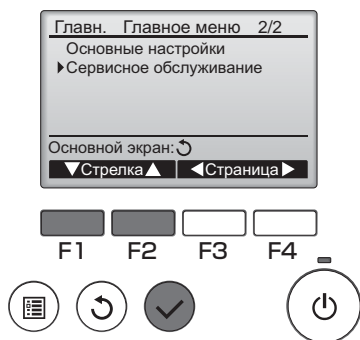 Главн. Главное меню 2/2
Основные настройки
Сервисное обслуживание
Основной экран:
Стрелка Страница
F1 F2 F3 F4